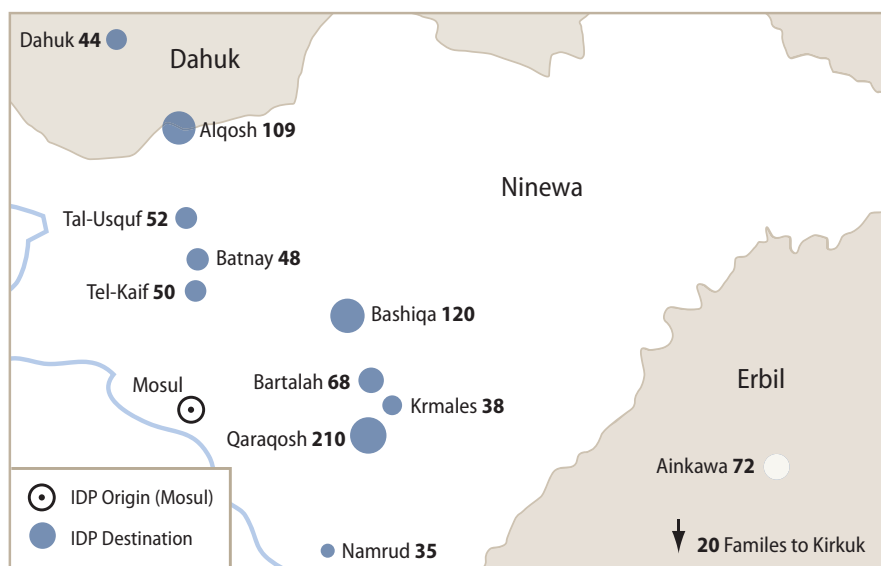 Dahuk 44
Dahuk
Alqosh 109
Ninewa
Tal-Usquf 52
Batnay 48
Tel-Kaif 50
Bashiqa 120
Mosul
Bartalah 68
Erbil
Krmales 38
Qaraqosh 210
Ainkawa 72
IDP Origin (Mosul)
IDP Destination
Namrud 35
20 Familes to Kirkuk